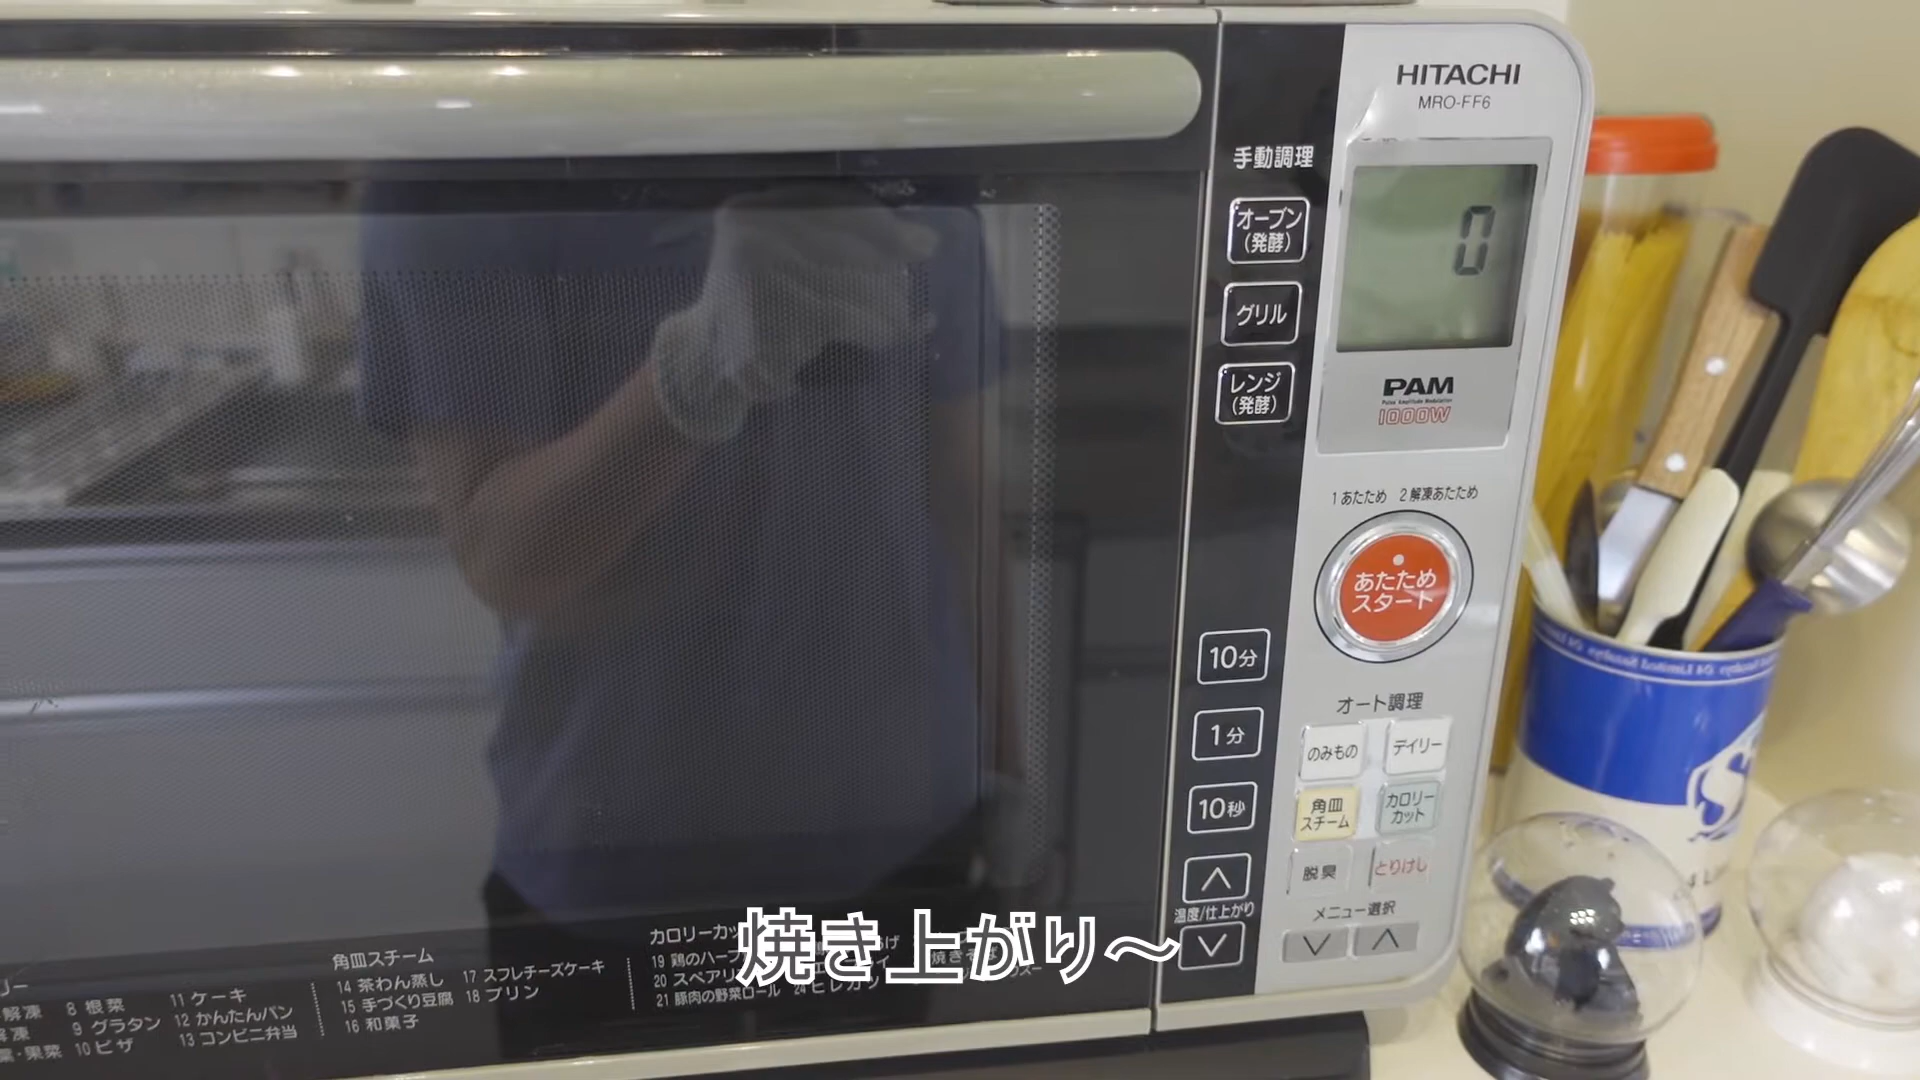 HITACHI
MRO-FF6
手動調理
オーブン
(発酵)
グリル
レンジ
(発酵)
0
PAM
Pulse Amplitude Modulation
1000W
1あたため 2解凍あたため
あたため
スタート
10分
1分
10秒
温度/仕上がり
オート調理
のみもの
デイリー
角皿
スチーム
カロリー
カット
脱臭
とりけし
メニュー選択
8 根菜
9 グラタン
10 ピザ
11 ケーキ
12 かんたんパン
13 コンビニ弁当
角皿スチーム
14 茶わん蒸し
15 手づくり豆腐
16 和菓子
17 スフレチーズケーキ
18 プリン
21 豚肉の野菜ロール
焼き上がり〜